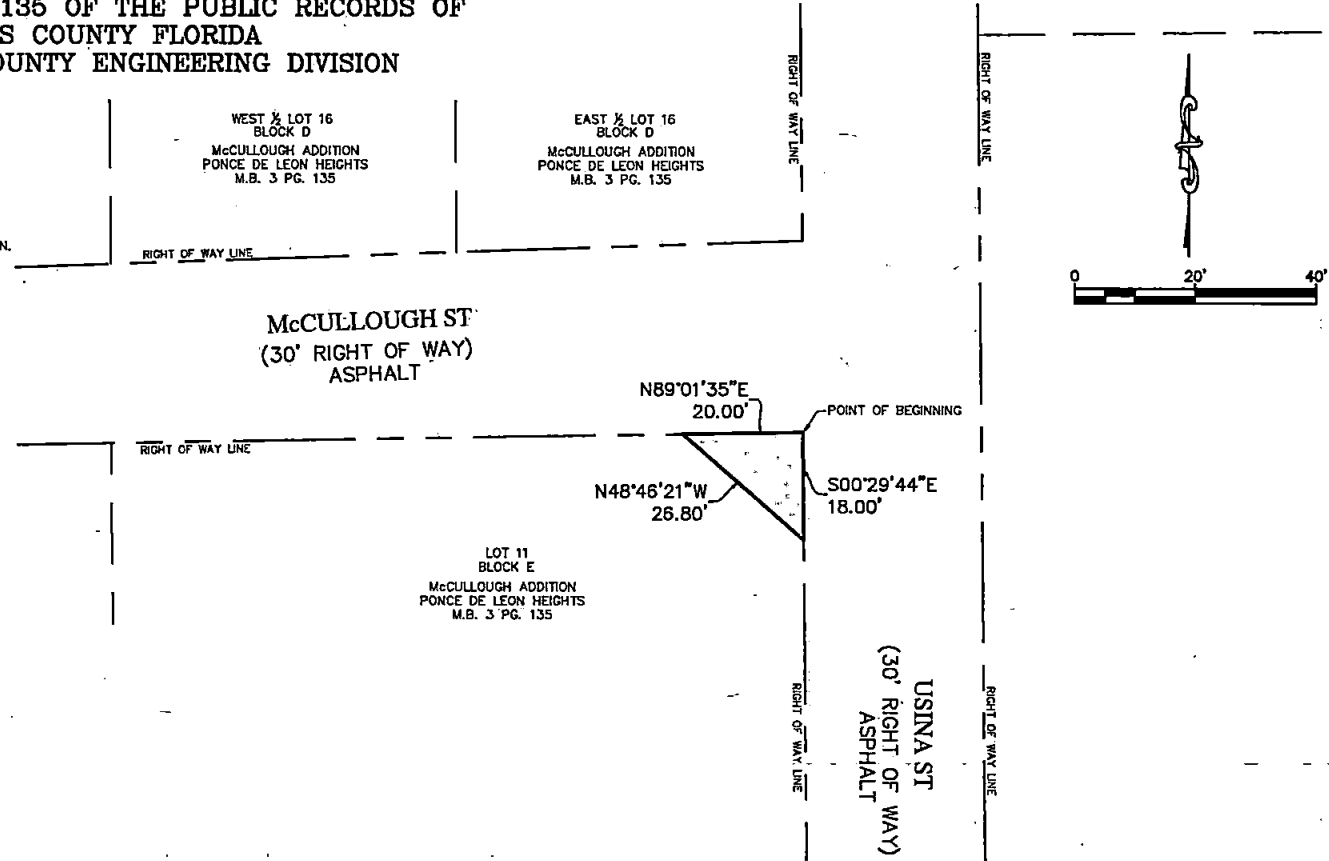 135 OF THE PUBLIC RECORDS OF
S COUNTY FLORIDA
OUNTY ENGINEERING DIVISION
WEST ½ LOT 16
BLOCK D
McCULLOUGH ADDITION
PONCE DE LEON HEIGHTS
M.B. 3 PG. 135
EAST ½ LOT 16
BLOCK D
McCULLOUGH ADDITION
PONCE DE LEON HEIGHTS
M.B. 3 PG. 135
RIGHT OF WAY LINE
RIGHT OF WAY LINE
N.
RIGHT OF WAY LINE
0 20' 40'
McCULLOUGH ST
(30' RIGHT OF WAY)
ASPHALT
N89°01'35"E
20.00'
POINT OF BEGINNING
RIGHT OF WAY LINE
N48°46'21"W
26.80'
S00°29'44"E
18.00'
LOT 11
BLOCK E
McCULLOUGH ADDITION
PONCE DE LEON HEIGHTS
M.B. 3 PG. 135
RIGHT OF WAY LINE
USINA ST
(30' RIGHT OF WAY)
ASPHALT
RIGHT OF WAY LINE